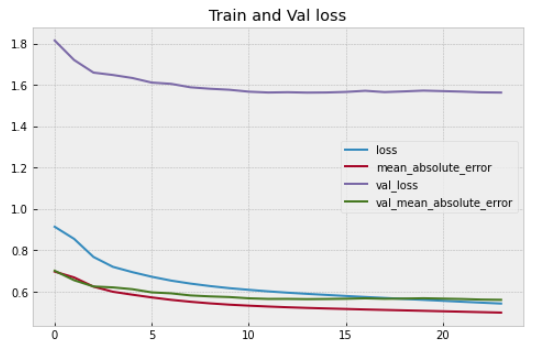 Train and Val loss
1.8
1.6
1.4
1.2
1.0
0.8
0.6
loss
mean_absolute_error
val_loss
val_mean_absolute_error
0 5 10 15 20